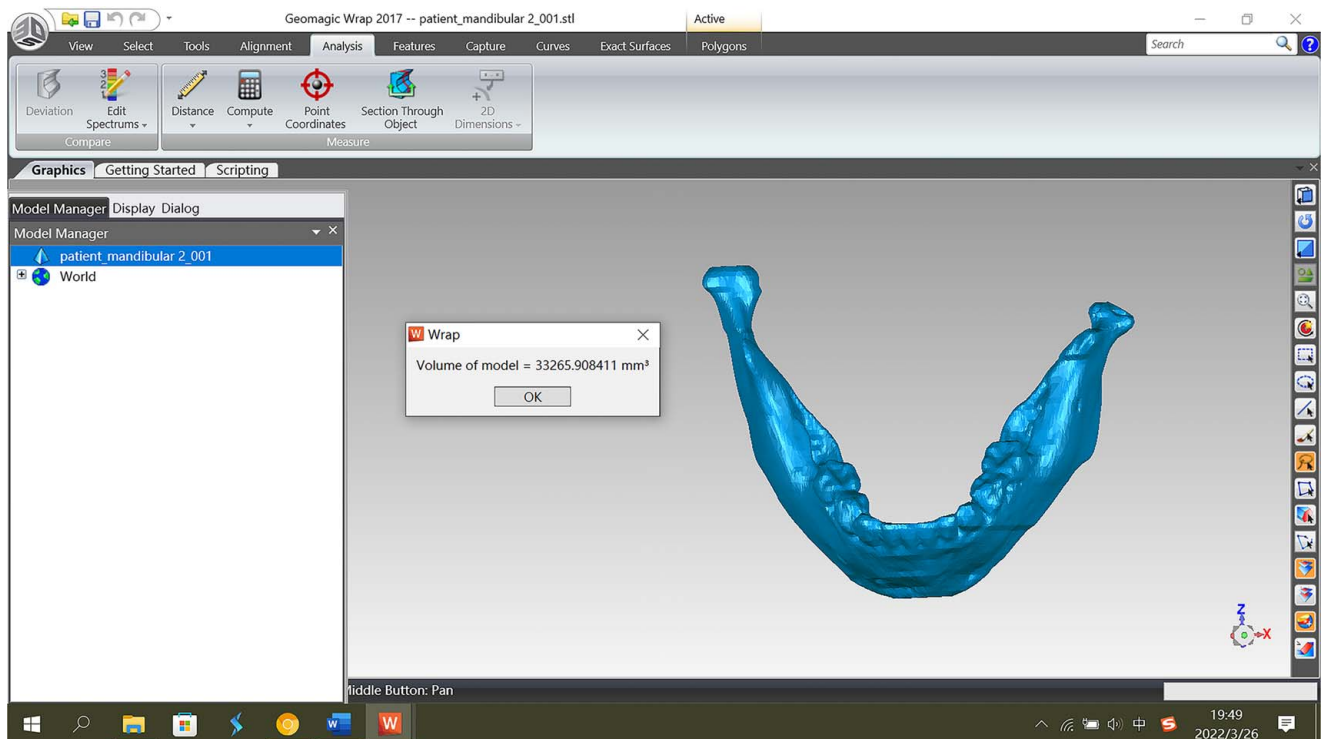 Geomagic Wrap 2017 -- patient_mandibular 2_001.stl
Active
View Select Tools Alignment Analysis Features Capture Curves Exact Surfaces Polygons
Search
Deviation
Edit Spectrums
Distance
Compute
Point Coordinates
Section Through Object
2D Dimensions
Compare
Measure
Graphics Getting Started Scripting
Model Manager Display Dialog
Model Manager
patient_mandibular 2_001
World
Wrap
Volume of model = 33265.908411 mm³
OK
Z
X
Middle Button: Pan
中
19:49
2022/3/26